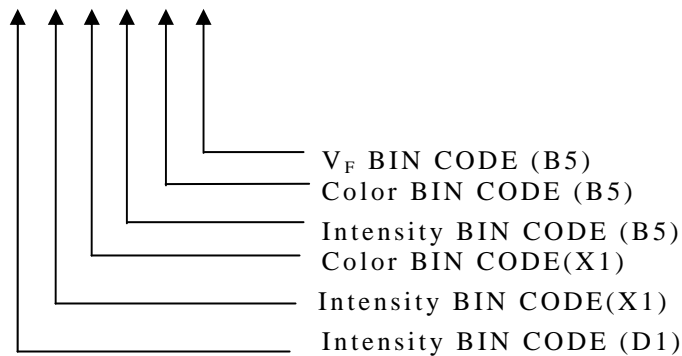 V_F BIN CODE (B5)
Color BIN CODE (B5)
Intensity BIN CODE (B5)
Color BIN CODE(X1)
Intensity BIN CODE(X1)
Intensity BIN CODE (D1)